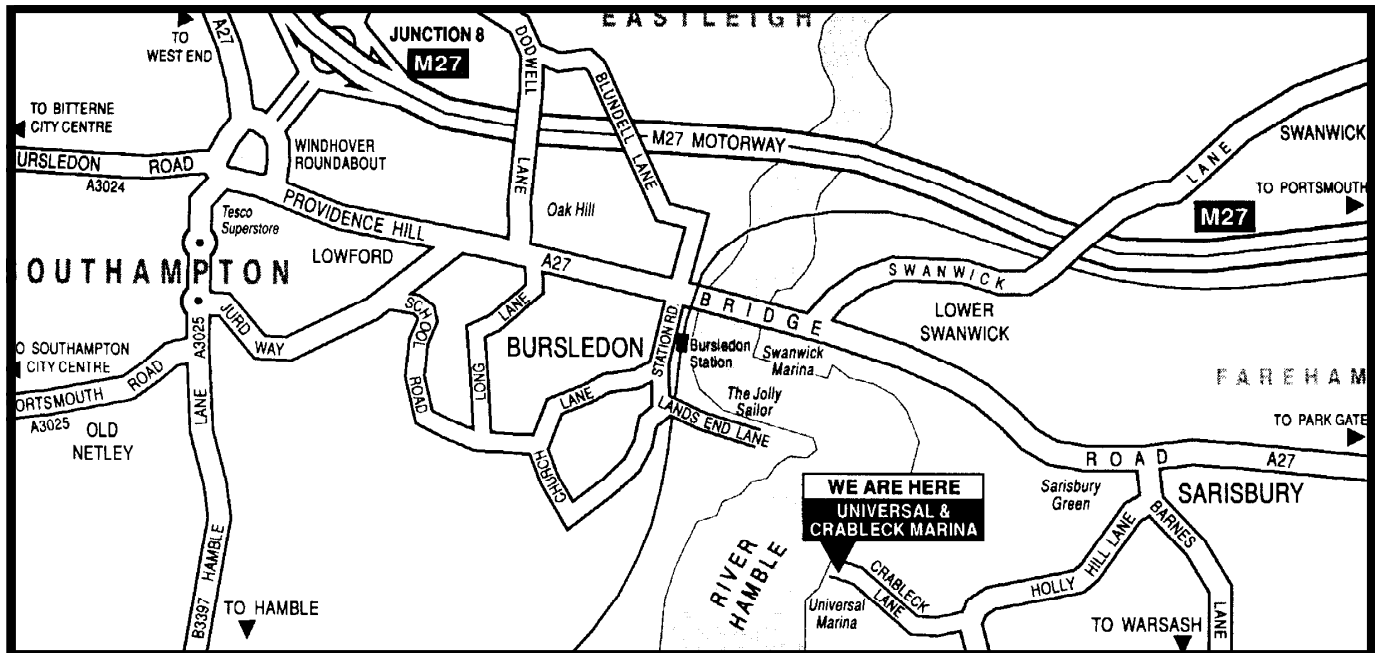 EASTLEIGH
TO
WEST END
A27
JUNCTION 8
M27
DODWELL
LANE
BLUNDELL LANE
TO BITTERNE
CITY CENTRE
URSLEDON ROAD
A3024
WINDHOVER
ROUNDABOUT
M27 MOTORWAY
SWANWICK
LANE
TO PORTSMOUTH
M27
Tesco
Superstore
PROVIDENCE HILL
Oak Hill
LOWFORD
OUTHAMPTON
A27
BRIDGE
SWANWICK
LOWER
SWANWICK
JURD WAY
SCHOOL
ROAD
LONG
LANE
BURSLEDON
STATION RD.
Bursledon
Station
Swanwick
Marina
A3025
O SOUTHAMPTON
CITY CENTRE
ORTSMOUTH ROAD
A3025
OLD
NETLEY
LANE
FAREHAM
The Jolly
Sailor
LANDS END LANE
CHURCH
LANE
TO PARK GATE
ROAD
A27
Sarisbury
Green
SARISBURY
WE ARE HERE
UNIVERSAL &
CRABLECK MARINA
RIVER
HAMBLE
CRABLECK
LANE
Universal
Marina
HOLLY HILL LANE
BARNES
LANE
TO WARSASH
B3397 HAMBLE
TO HAMBLE